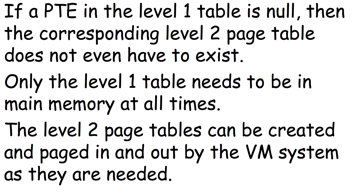 If a PTE in the level 1 table is null, then
the corresponding level 2 page table
does not even have to exist.
Only the level 1 table needs to be in
main memory at all times.
The level 2 page tables can be created
and paged in and out by the VM system
as they are needed.